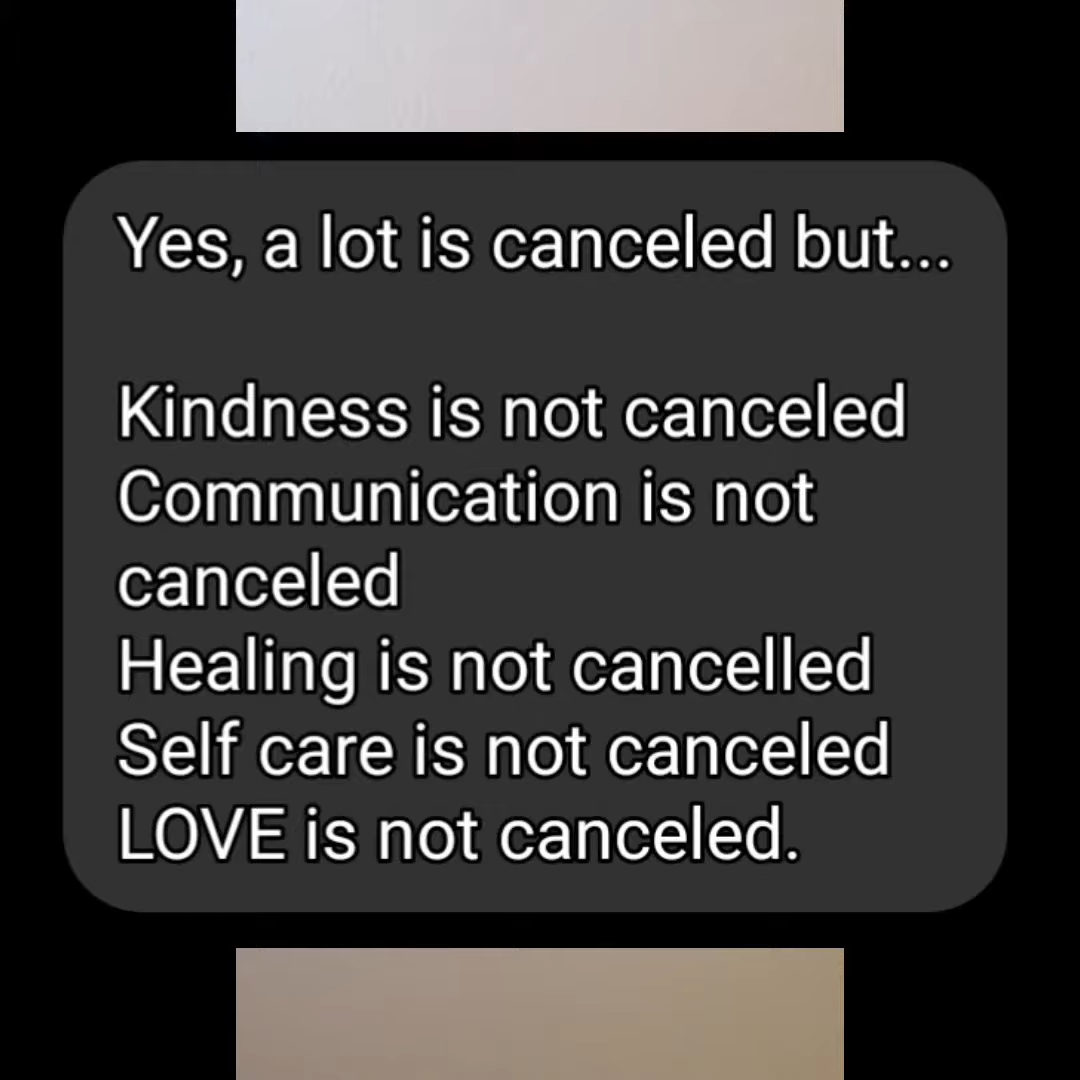 Yes, a lot is canceled but...
Kindness is not canceled
Communication is not
canceled
Healing is not cancelled
Self care is not canceled
LOVE is not canceled.